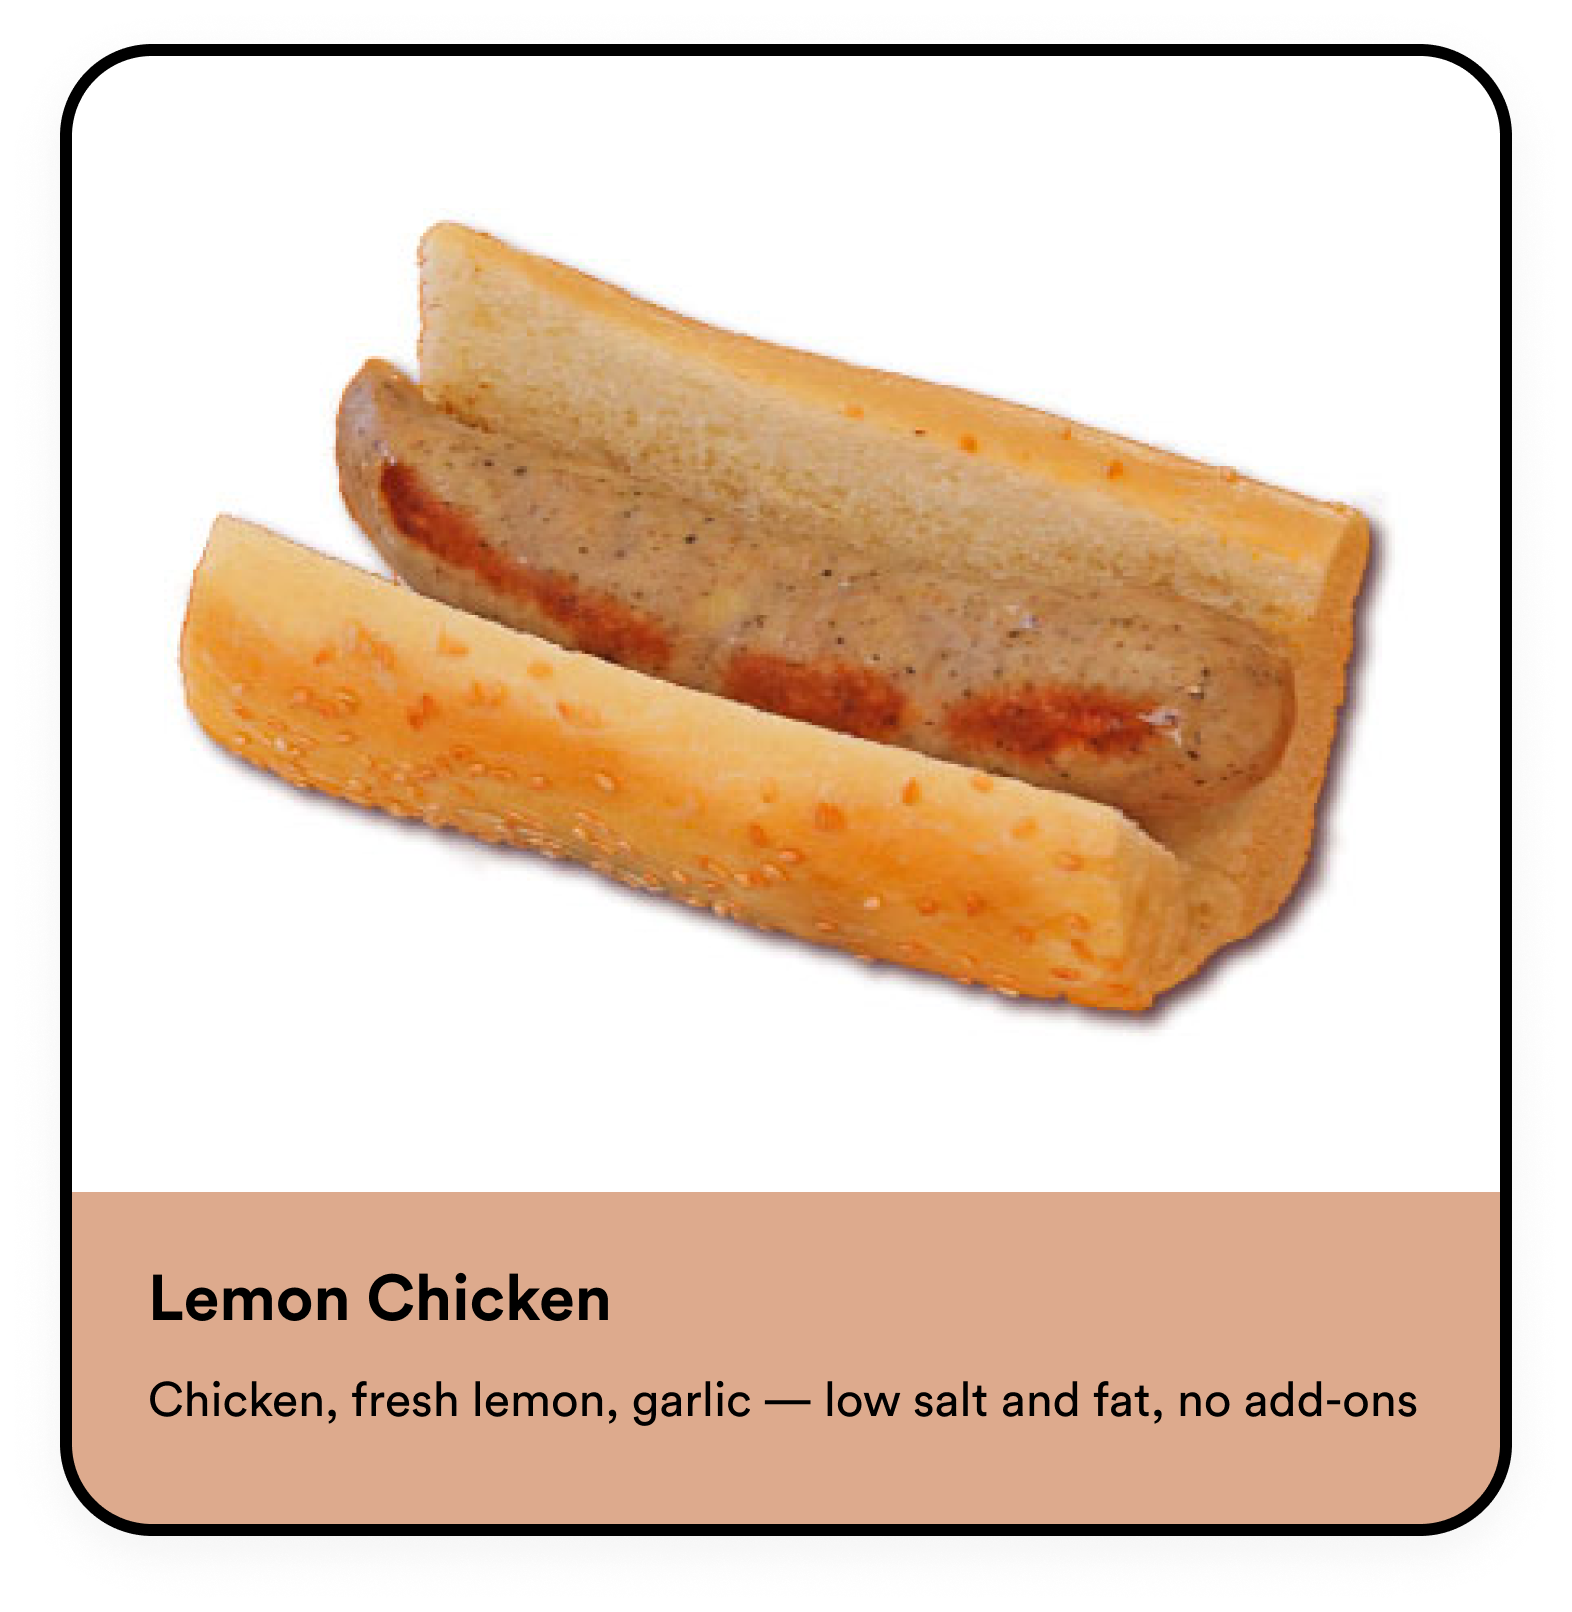 Lemon Chicken
Chicken, fresh lemon, garlic — low salt and fat, no add-ons